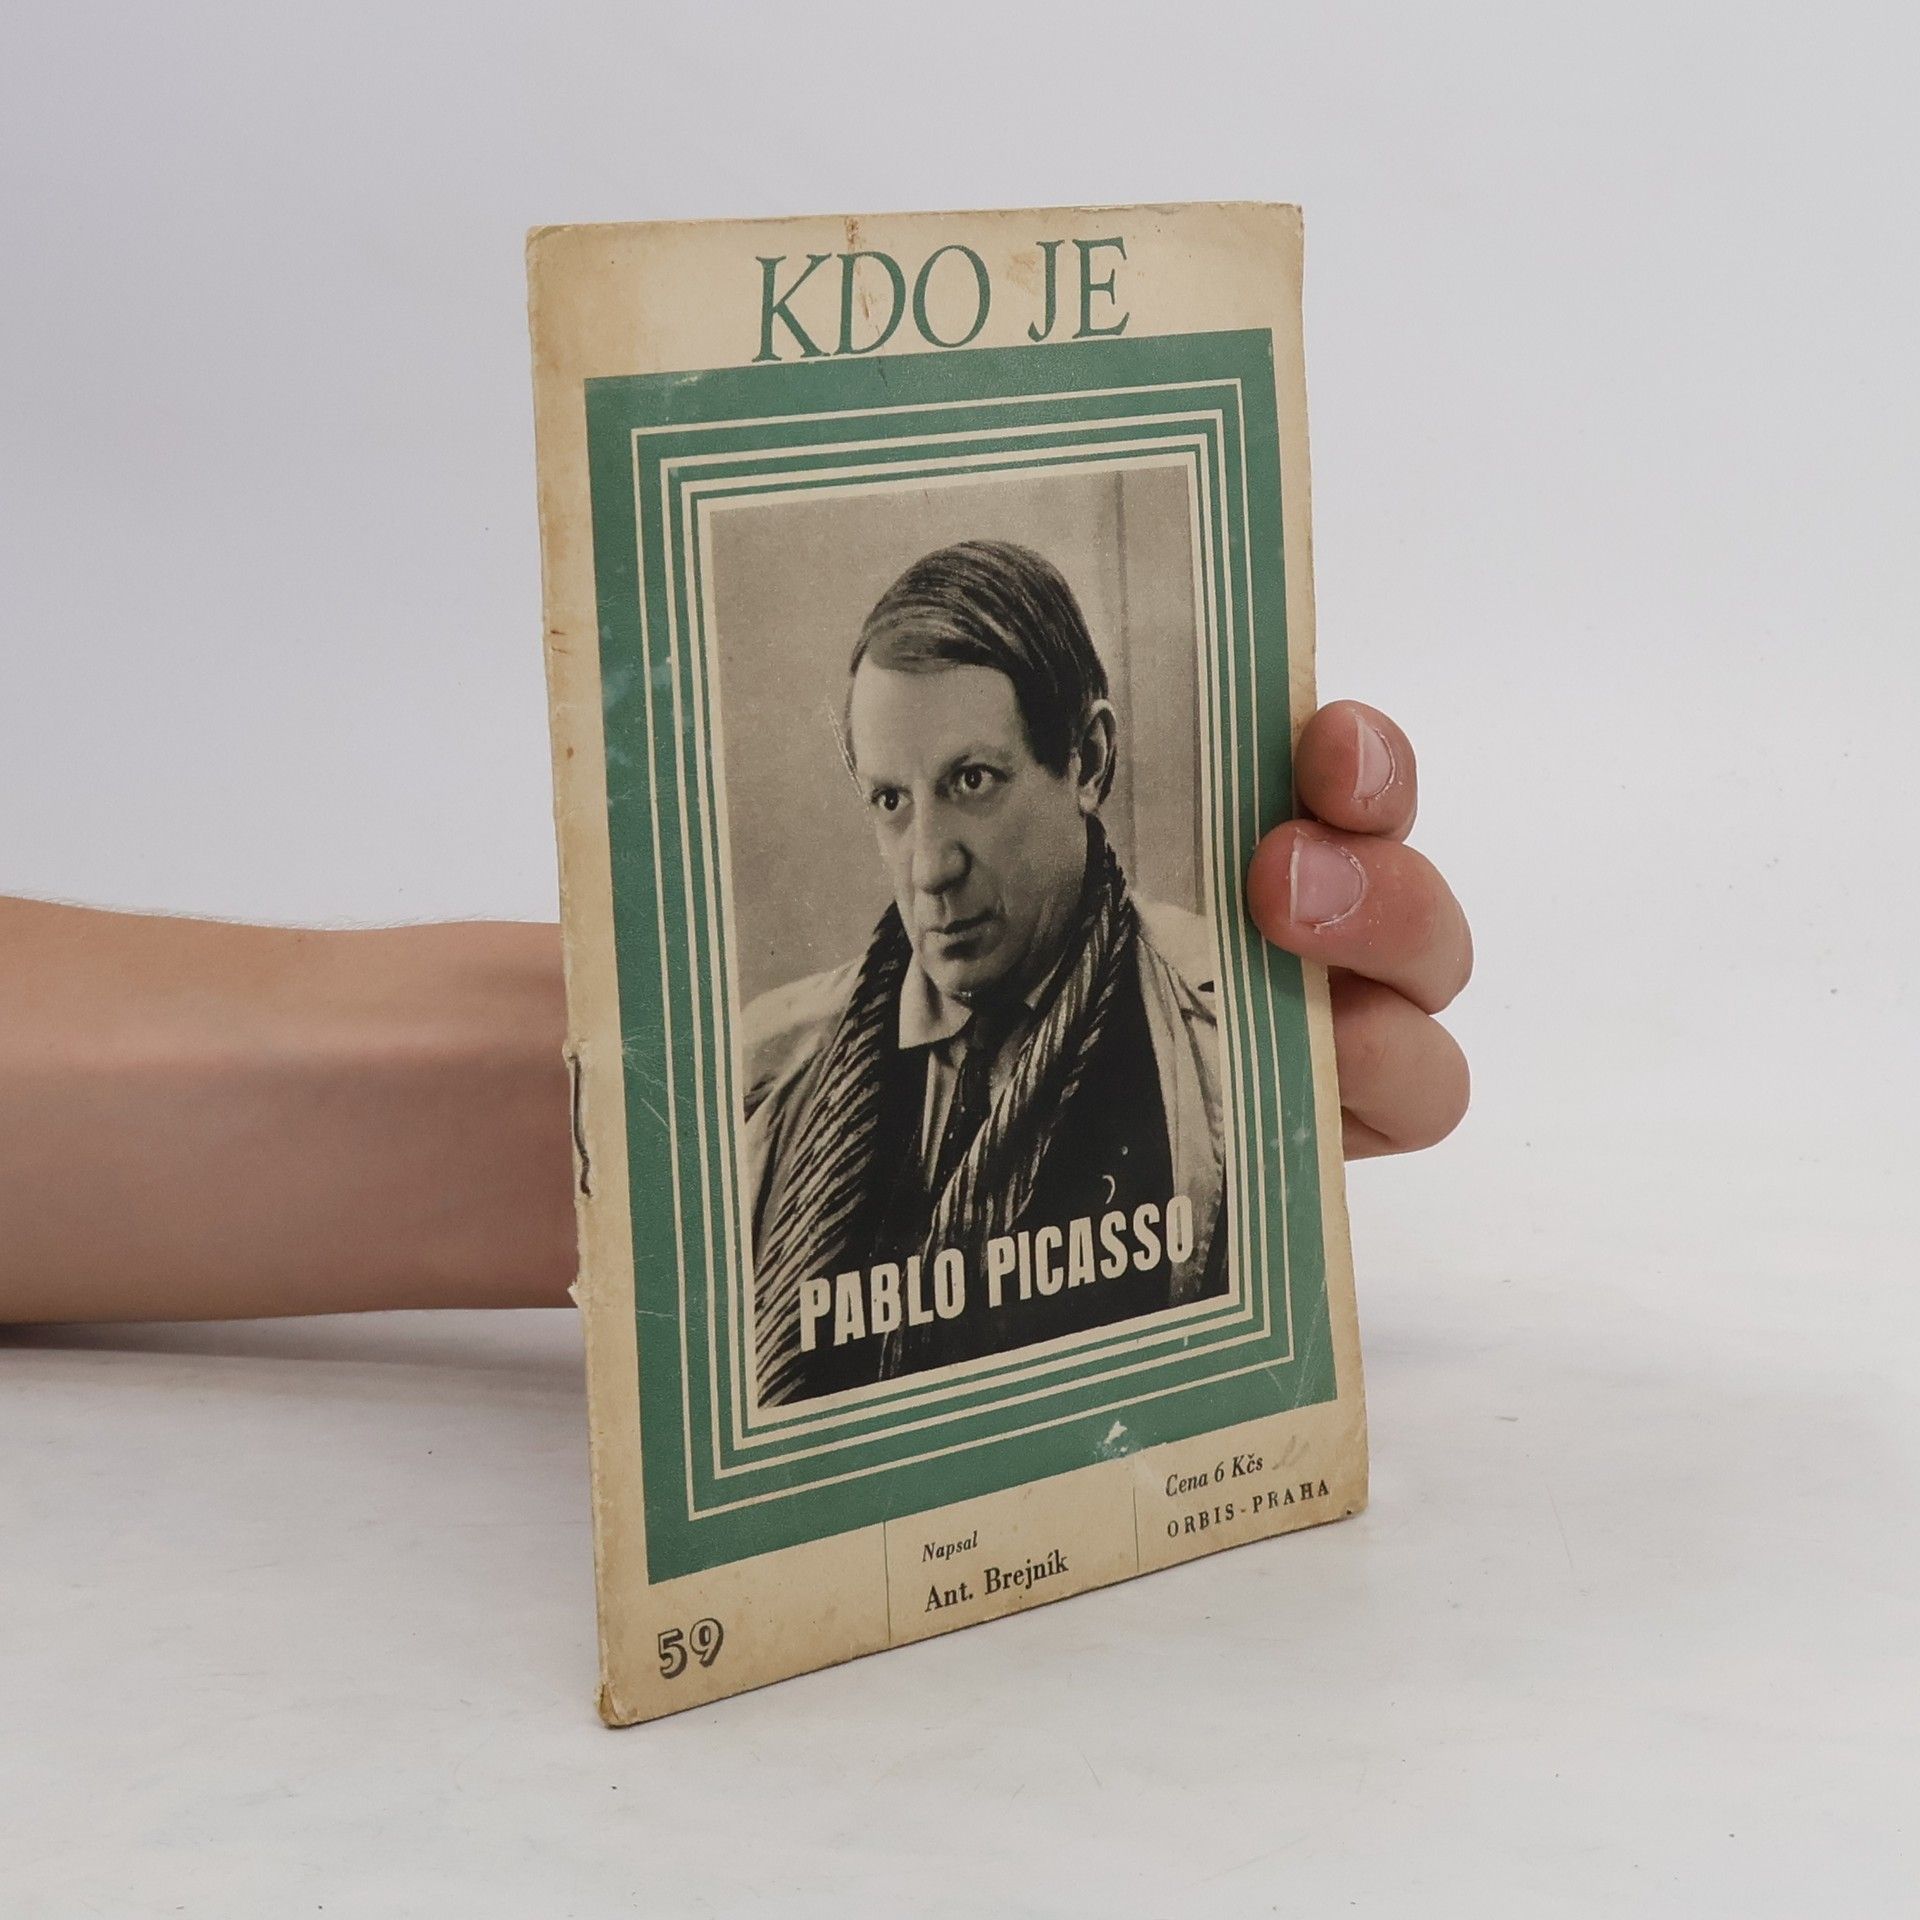 KDO JE
PABLO PICASSO
59
Napsal
Ant. Brejník
Cena 6 Kčs
ORBIS - PRAHA